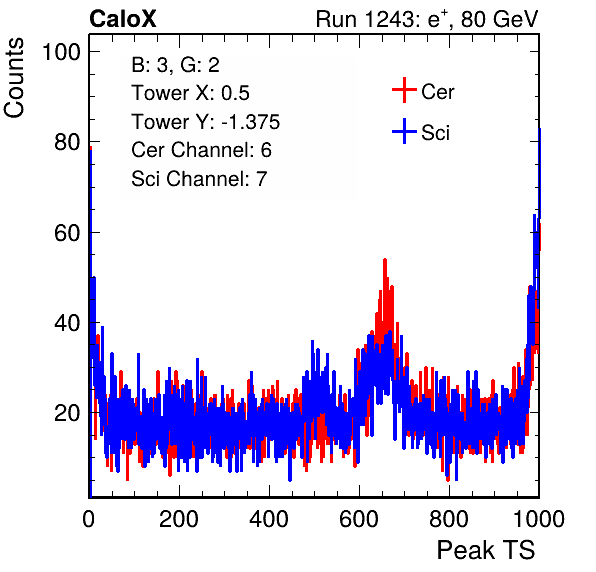 CaloX Run 1243: e+, 80 GeV
Counts
100
80
60
40
20
B: 3, G: 2
Tower X: 0.5
Tower Y: -1.375
Cer Channel: 6
Sci Channel: 7
Cer
Sci
0 200 400 600 800 1000
Peak TS